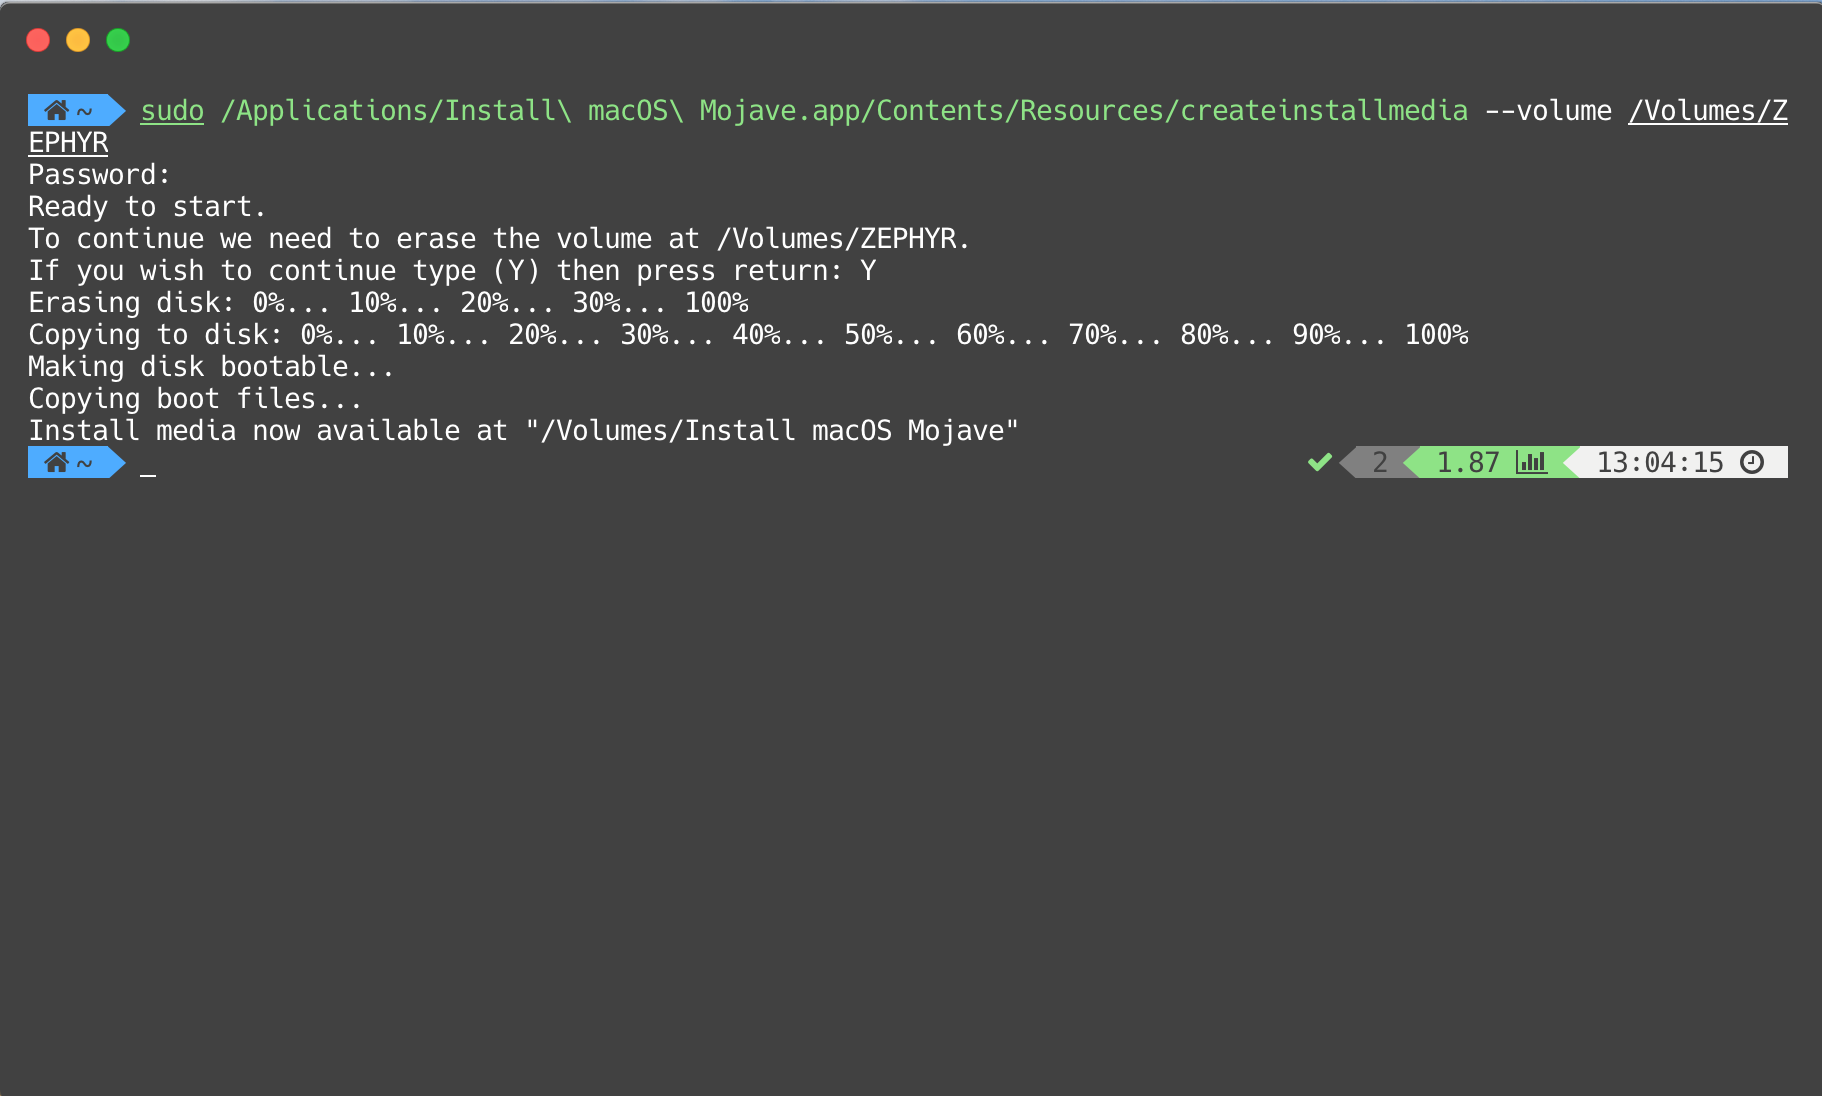 ~ sudo /Applications/Install\ macOS\ Mojave.app/Contents/Resources/createinstallmedia --volume /Volumes/Z
EPHYR
Password:
Ready to start.
To continue we need to erase the volume at /Volumes/ZEPHYR.
If you wish to continue type (Y) then press return: Y
Erasing disk: 0%... 10%... 20%... 30%... 100%
Copying to disk: 0%... 10%... 20%... 30%... 40%... 50%... 60%... 70%... 80%... 90%... 100%
Making disk bootable...
Copying boot files...
Install media now available at "/Volumes/Install macOS Mojave"
~ _ 2 1.87 13:04:15